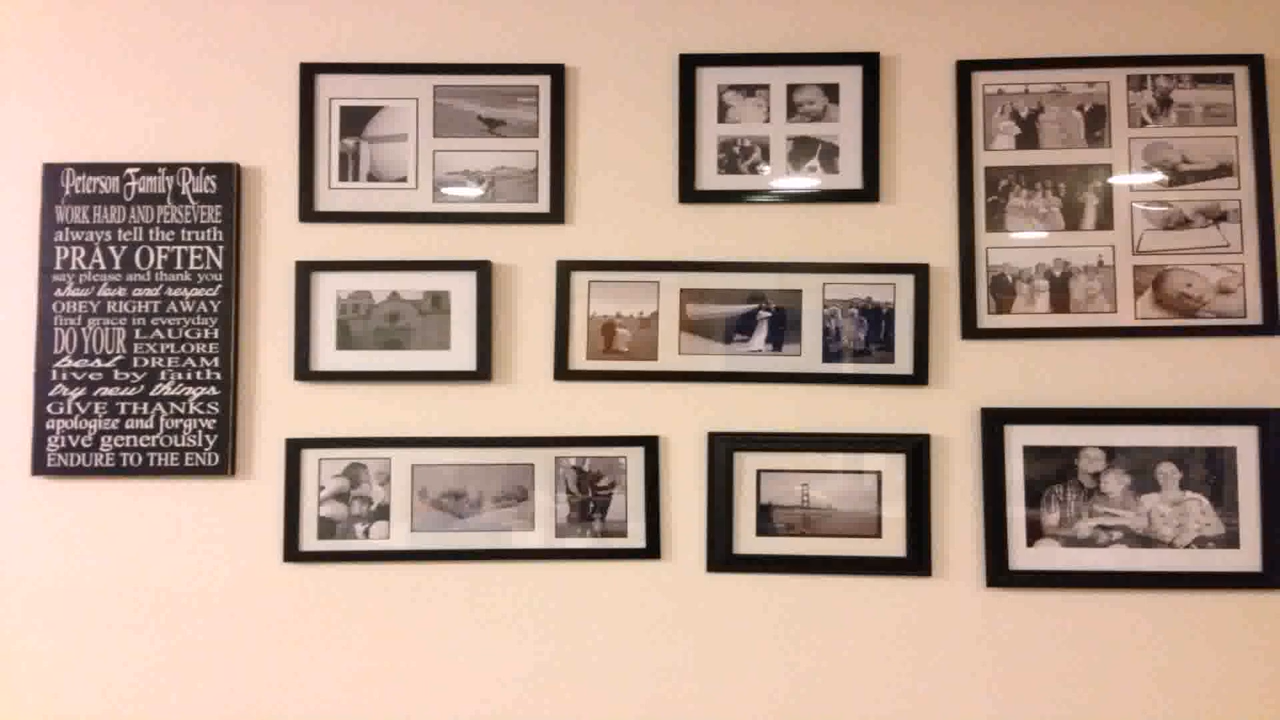 Peterson Family Rules
WORK HARD AND PERSEVERE
always tell the truth
PRAY OFTEN
say please and thank you
show love and respect
OBEY RIGHT AWAY
find grace in everyday
DO YOUR LAUGH
EXPLORE
best DREAM
live by faith
try new things
GIVE THANKS
apologize and forgive
give generously
ENDURE TO THE END